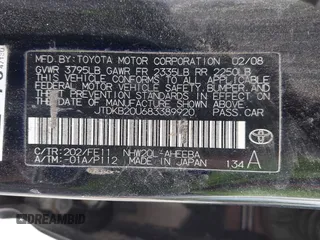 MFD. BY: TOYOTA MOTOR CORPORATION 02/08
GVWR 3795LB GAWR FR 2335LB RR 2250LB
THIS VEHICLE CONFORMS TO ALL APPLICABLE
FEDERAL MOTOR VEHICLE SAFETY, BUMPER,
AND THEFT PREVENTION STANDARDS IN EFFECT
ON THE DATE OF MANUFACTURE SHOWN ABOVE.
JTDKB20U683389920 PASS.CAR
C/TR:202/FE11 NHW20L-AHEEBA
A/TM:-01A/P112 MADE IN JAPAN
134 A
DREAMBID